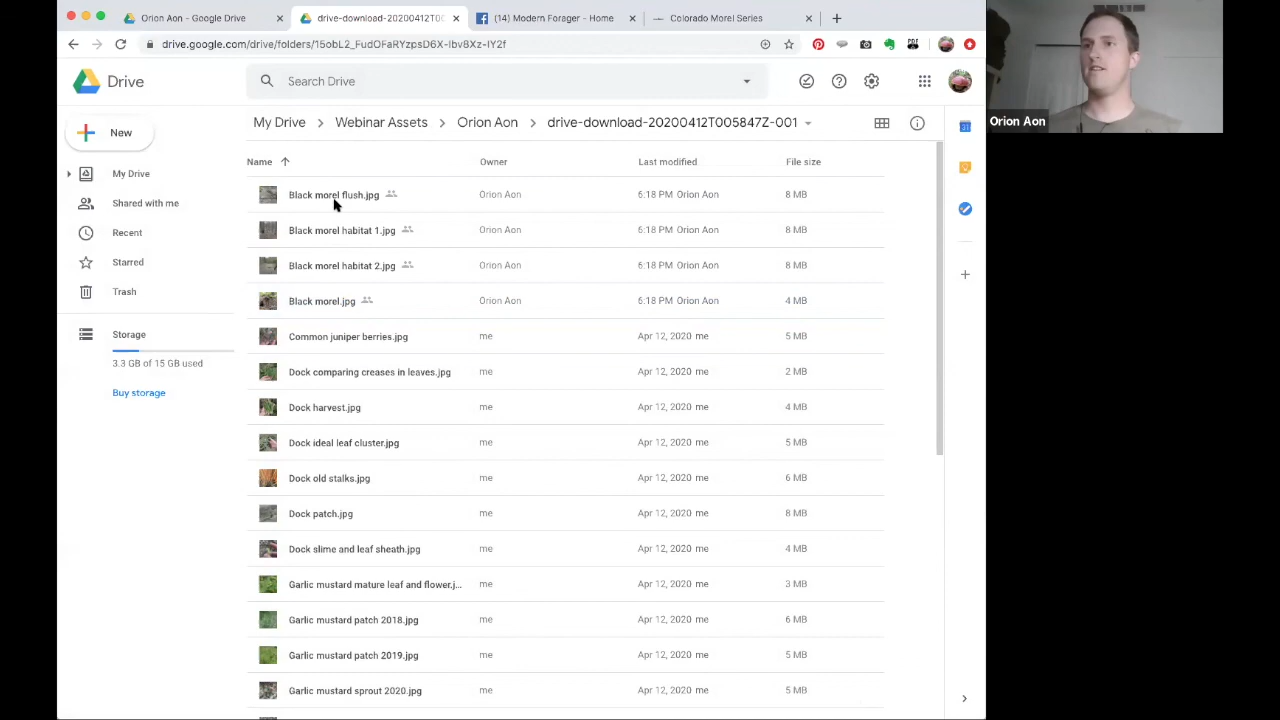 Orion Aon - Google Drive
drive-download-20200412T00
(14) Modern Forager - Home
Colorado Morel Series
drive.google.com/drive/folders/15obL2_FudOFaRYzpsD6X-Ibv8Xz-IY2f
Drive
Search Drive
Orion Aon
New
My Drive
Webinar Assets
Orion Aon
drive-download-20200412T005847Z-001
Name
Owner
Last modified
File size
My Drive
Shared with me
Recent
Starred
Trash
Storage
3.3 GB of 15 GB used
Buy storage
Black morel flush.jpg Orion Aon 6:18 PM Orion Aon 8 MB
Black morel habitat 1.jpg Orion Aon 6:18 PM Orion Aon 8 MB
Black morel habitat 2.jpg Orion Aon 6:18 PM Orion Aon 8 MB
Black morel.jpg Orion Aon 6:18 PM Orion Aon 4 MB
Common juniper berries.jpg me Apr 12, 2020 me 5 MB
Dock comparing creases in leaves.jpg me Apr 12, 2020 me 2 MB
Dock harvest.jpg me Apr 12, 2020 me 4 MB
Dock ideal leaf cluster.jpg me Apr 12, 2020 me 5 MB
Dock old stalks.jpg me Apr 12, 2020 me 6 MB
Dock patch.jpg me Apr 12, 2020 me 8 MB
Dock slime and leaf sheath.jpg me Apr 12, 2020 me 4 MB
Garlic mustard mature leaf and flower.j... me Apr 12, 2020 me 3 MB
Garlic mustard patch 2018.jpg me Apr 12, 2020 me 6 MB
Garlic mustard patch 2019.jpg me Apr 12, 2020 me 5 MB
Garlic mustard sprout 2020.jpg me Apr 12, 2020 me 5 MB